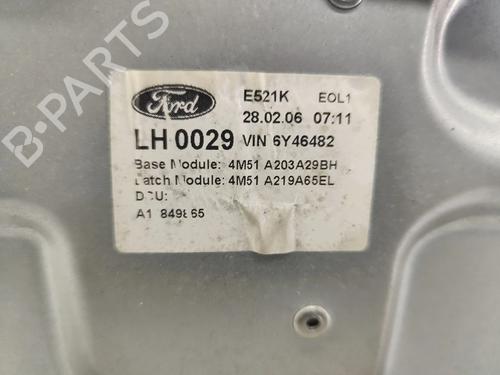 Ford
E521K EOL1
28.02.06 07:11
LH 0029 VIN 6Y46482
Base Module: 4M51 A203A29BH
Latch Module: 4M51 A219A65EL
DCU:
B-PARTS